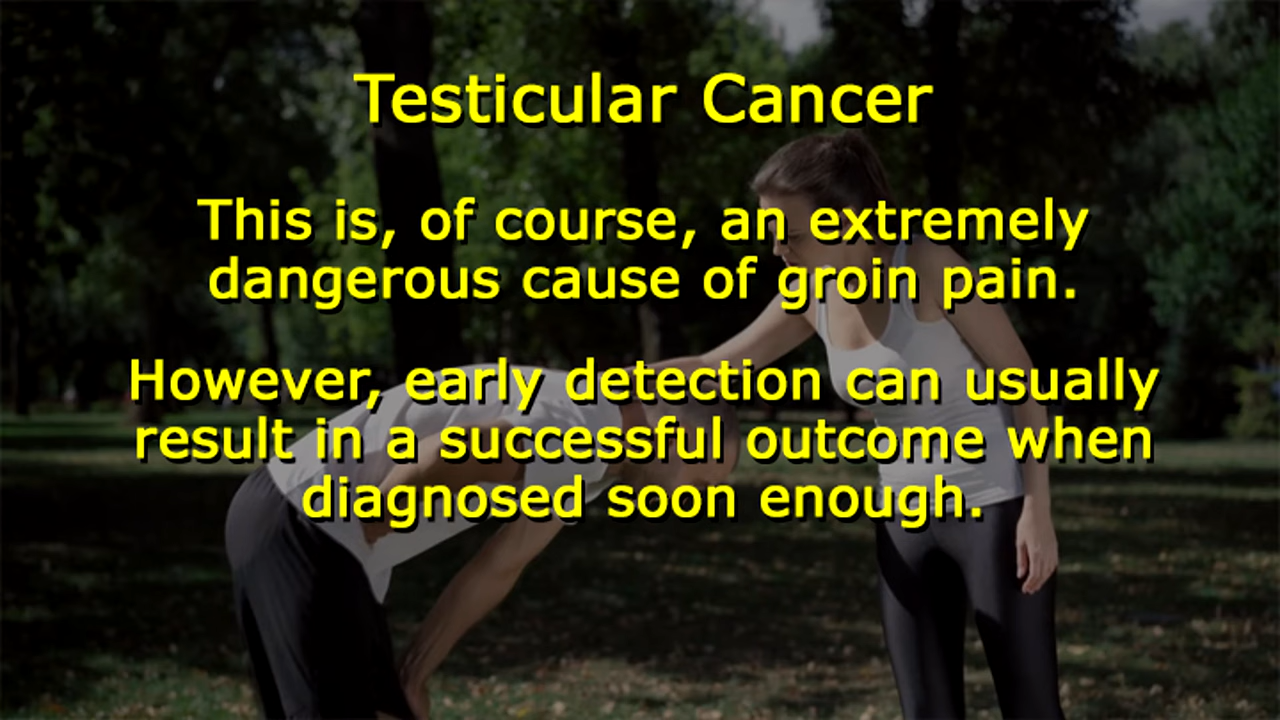 Testicular Cancer
This is, of course, an extremely
dangerous cause of groin pain.
However, early detection can usually
result in a successful outcome when
diagnosed soon enough.